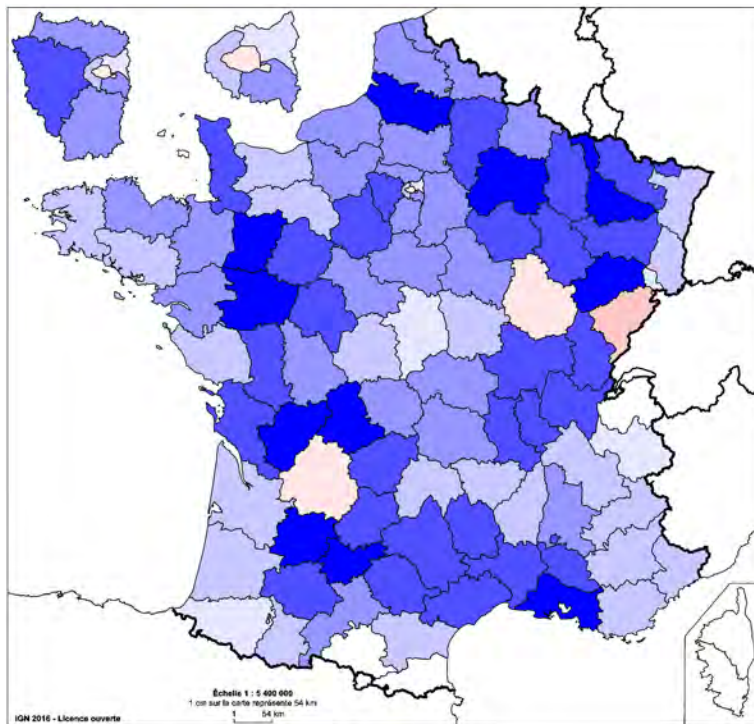 Échelle 1 : 5 400 000
1 cm sur la carte représente 54 km
1 54 km
IGN 2016 - Licence ouverte